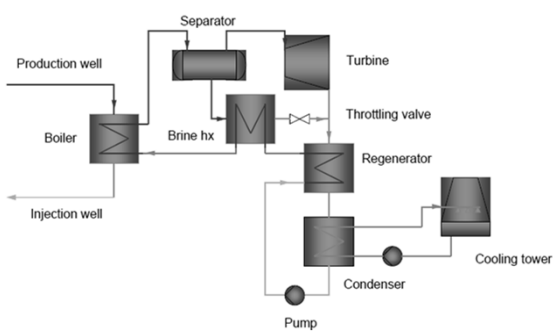 Separator
Production well
Turbine
Throttling valve
Boiler
Brine hx
Regenerator
Injection well
Cooling tower
Condenser
Pump